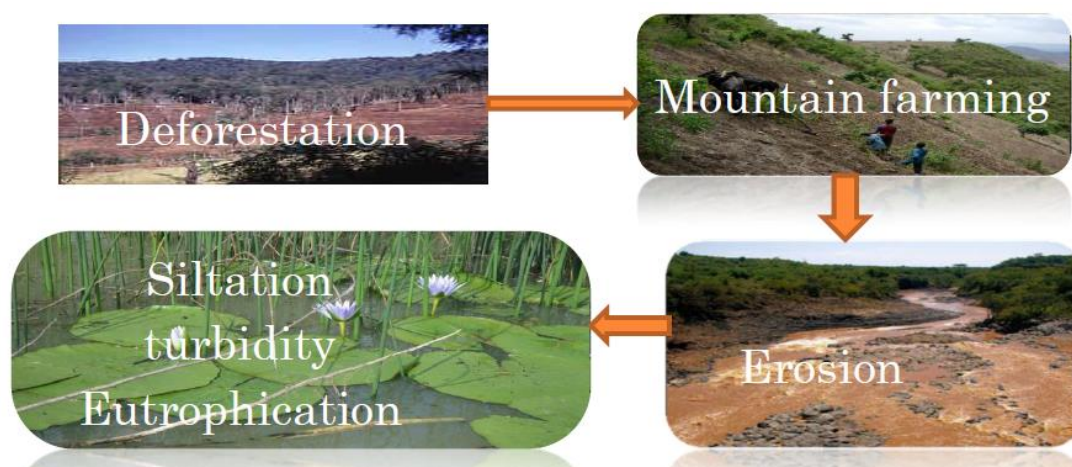 Deforestation
Mountain farming
Erosion
Siltation
turbidity
Eutrophication